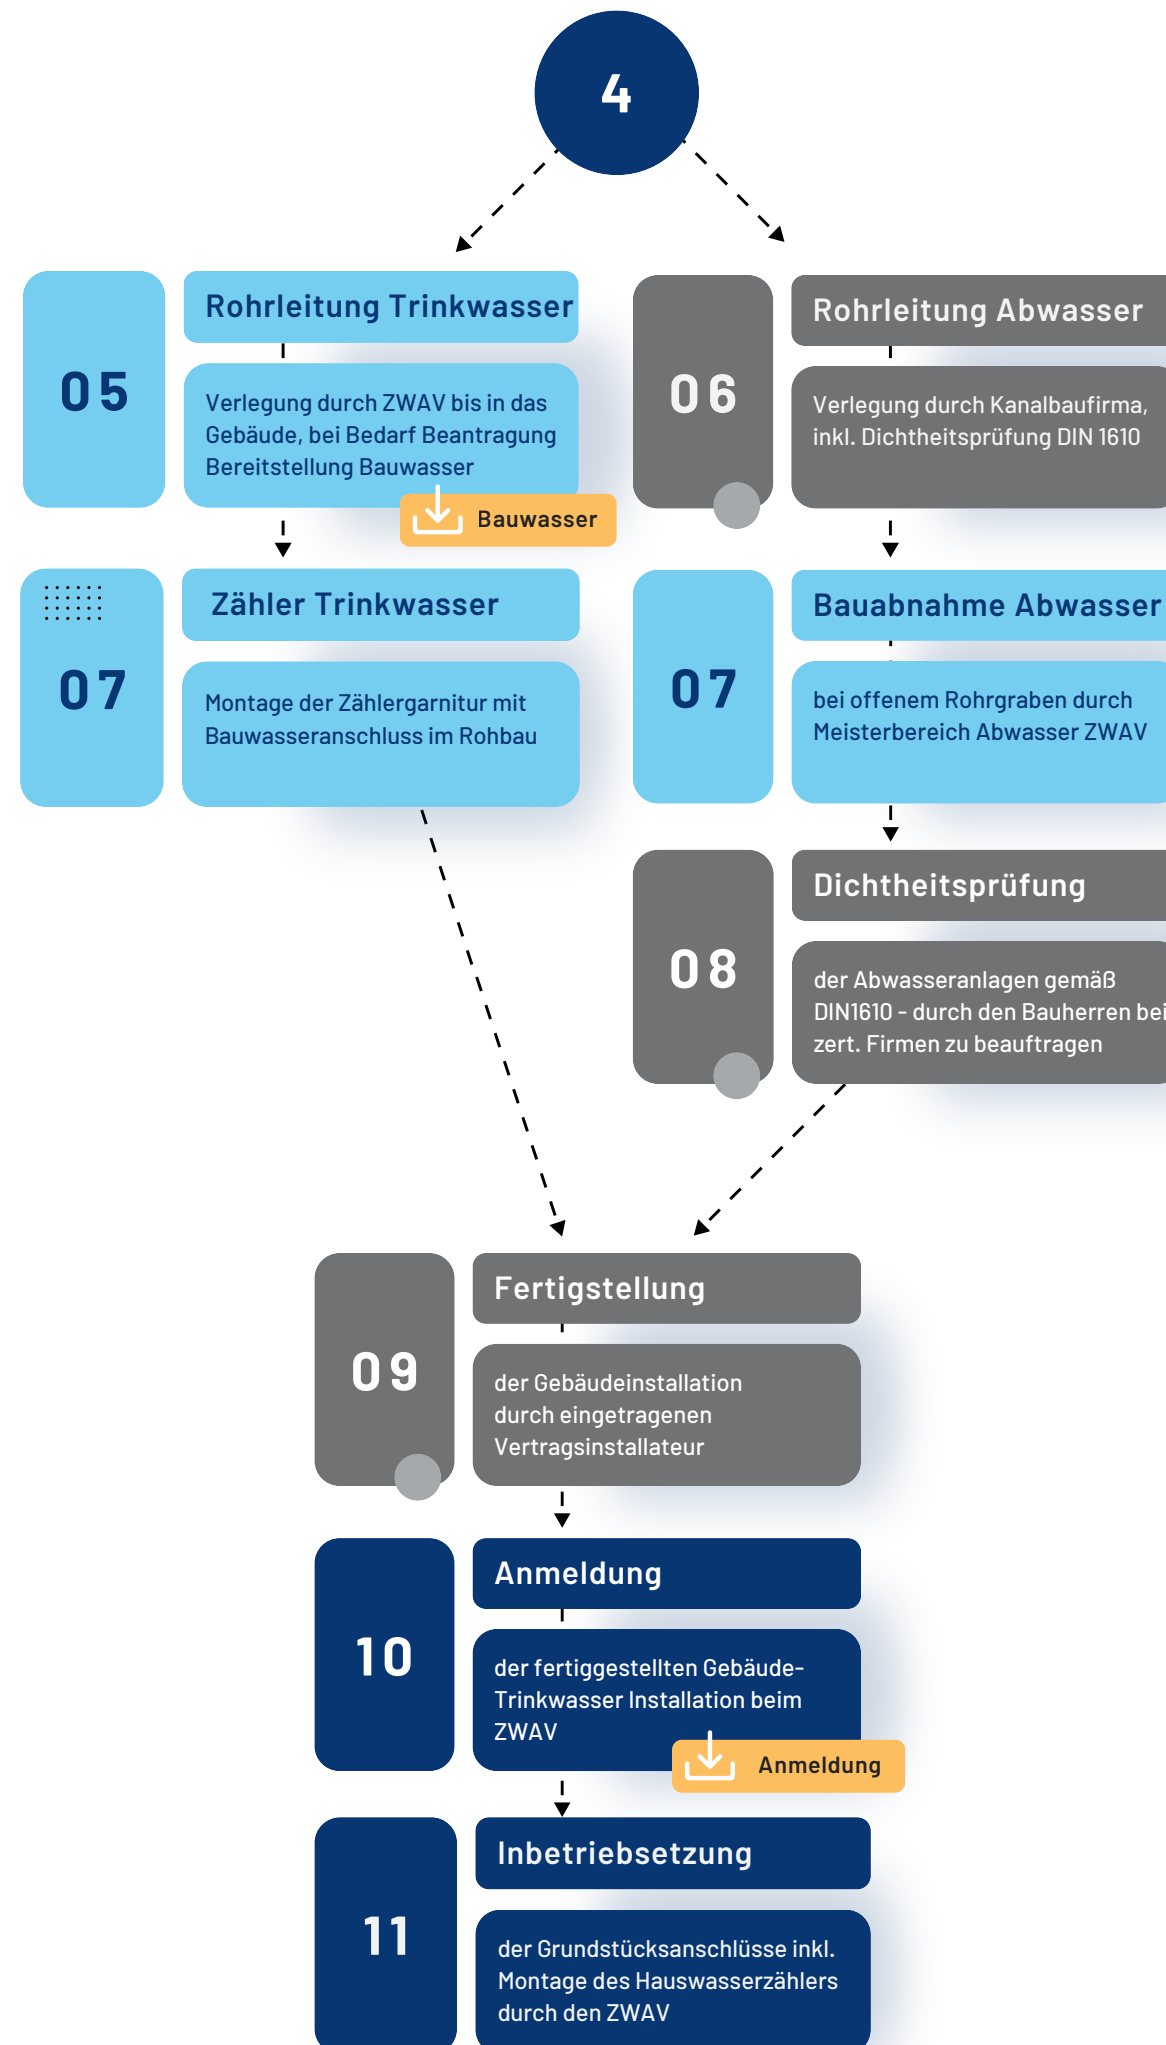 4
05
Rohrleitung Trinkwasser
Verlegung durch ZWAV bis in das
Gebäude, bei Bedarf Beantragung
Bereitstellung Bauwasser
Bauwasser
06
Rohrleitung Abwasser
Verlegung durch Kanalbaufirma,
inkl. Dichtheitsprüfung DIN 1610
07
Zähler Trinkwasser
Montage der Zählergarnitur mit
Bauwasseranschluss im Rohbau
07
Bauabnahme Abwasser
bei offenem Rohrgraben durch
Meisterbereich Abwasser ZWAV
08
Dichtheitsprüfung
der Abwasseranlagen gemäß
DIN1610 - durch den Bauherren bei
zert. Firmen zu beauftragen
09
Fertigstellung
der Gebäudeinstallation
durch eingetragenen
Vertragsinstallateur
10
Anmeldung
der fertiggestellten Gebäude-
Trinkwasser Installation beim
ZWAV
Anmeldung
11
Inbetriebsetzung
der Grundstücksanschlüsse inkl.
Montage des Hauswasserzählers
durch den ZWAV